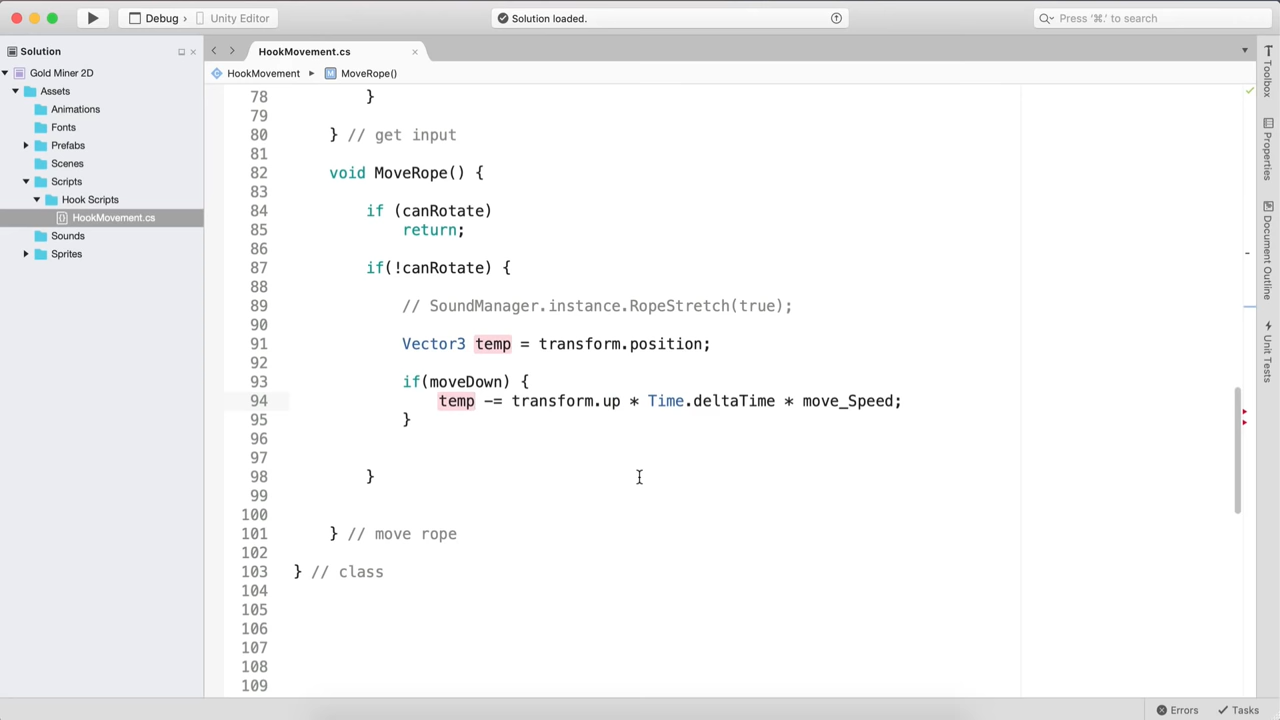 Debug
Unity Editor
Solution loaded.
Press '⌘.' to search
Solution
Gold Miner 2D
Assets
Animations
Fonts
Prefabs
Scenes
Scripts
Hook Scripts
HookMovement.cs
Sounds
Sprites
HookMovement.cs
HookMovement
M MoveRope()
78 }
79
80 } // get input
81
82 void MoveRope() {
83
84 if (canRotate)
85 return;
86
87 if(!canRotate) {
88
89 // SoundManager.instance.RopeStretch(true);
90
91 Vector3 temp = transform.position;
92
93 if(moveDown) {
94 temp -= transform.up * Time.deltaTime * move_Speed;
95 }
96
97
98 }
99
100
101 } // move rope
102
103 } // class
104
105
106
107
108
109
Toolbox
Properties
Document Outline
Unit Tests
Errors
Tasks